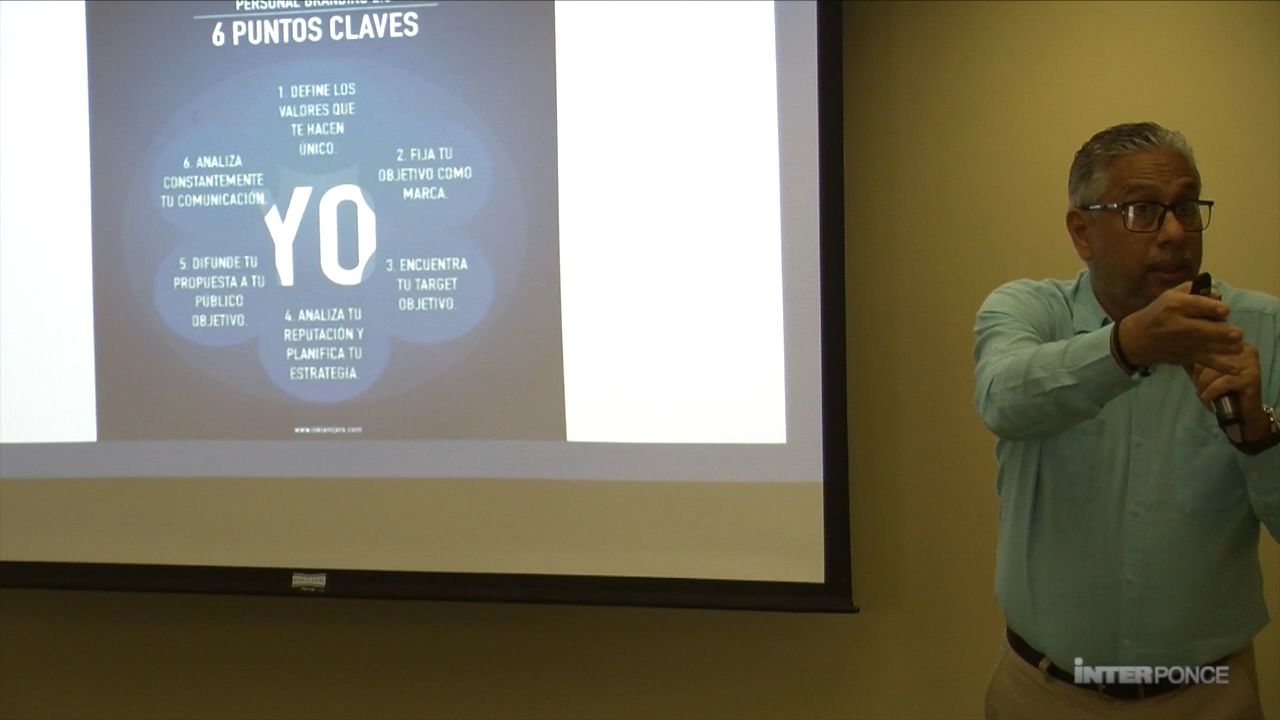 PERSONAL BRANDING
6 PUNTOS CLAVES
1. DEFINE LOS
VALORES QUE
TE HACEN
ÚNICO.
2. FIJA TU
OBJETIVO COMO
MARCA.
3. ENCUENTRA
TU TARGET
OBJETIVO.
4. ANALIZA TU
REPUTACIÓN Y
PLANIFICA TU
ESTRATEGIA.
5. DIFUNDE TU
PROPUESTA A TU
PÚBLICO
OBJETIVO.
6. ANALIZA
CONSTANTEMENTE
TU COMUNICACIÓN.
YO
INTERPONCE